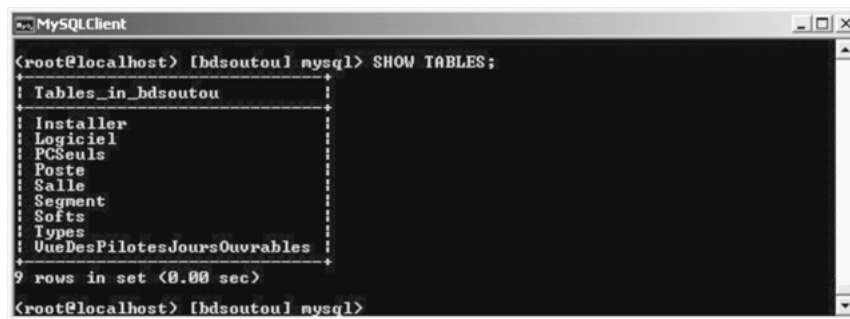 MySQLClient
(root@localhost) [bdsoutou] mysql> SHOW TABLES;
+---------------------------+
| Tables_in_bdsoutou        |
+---------------------------+
| Installer                 |
| Logiciel                  |
| PCSeuls                   |
| Poste                     |
| Salle                     |
| Segment                   |
| Softs                     |
| Types                     |
| VueDesPilotesJoursOuvrables |
+---------------------------+
9 rows in set (0.00 sec)
(root@localhost) [bdsoutou] mysql>